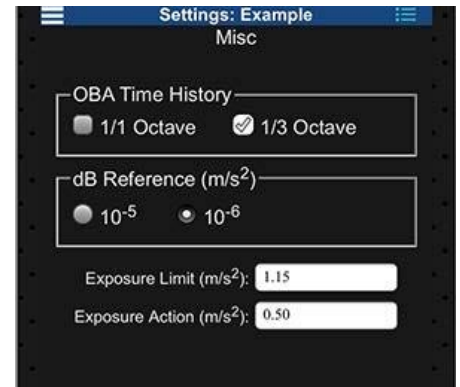 Settings: Example
Misc
OBA Time History
1/1 Octave 1/3 Octave
dB Reference (m/s²)
10⁻⁵ 10⁻⁶
Exposure Limit (m/s²): 1.15
Exposure Action (m/s²): 0.50